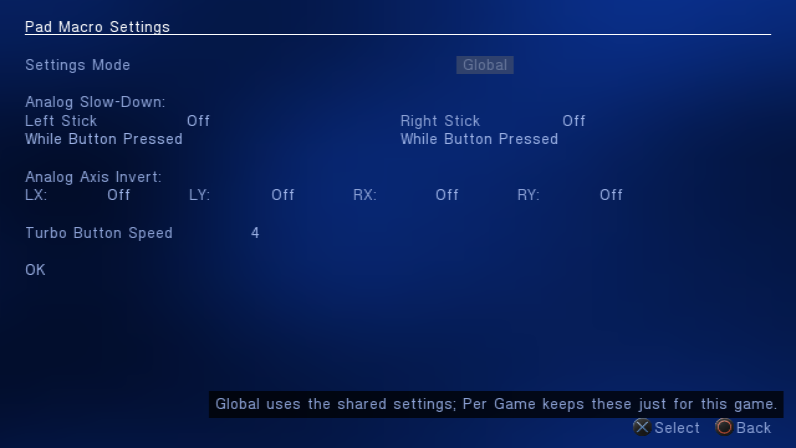 Pad Macro Settings
Settings Mode Global
Analog Slow-Down:
Left Stick Off Right Stick Off
While Button Pressed While Button Pressed
Analog Axis Invert:
LX: Off LY: Off RX: Off RY: Off
Turbo Button Speed 4
OK
Global uses the shared settings; Per Game keeps these just for this game.
Select Back